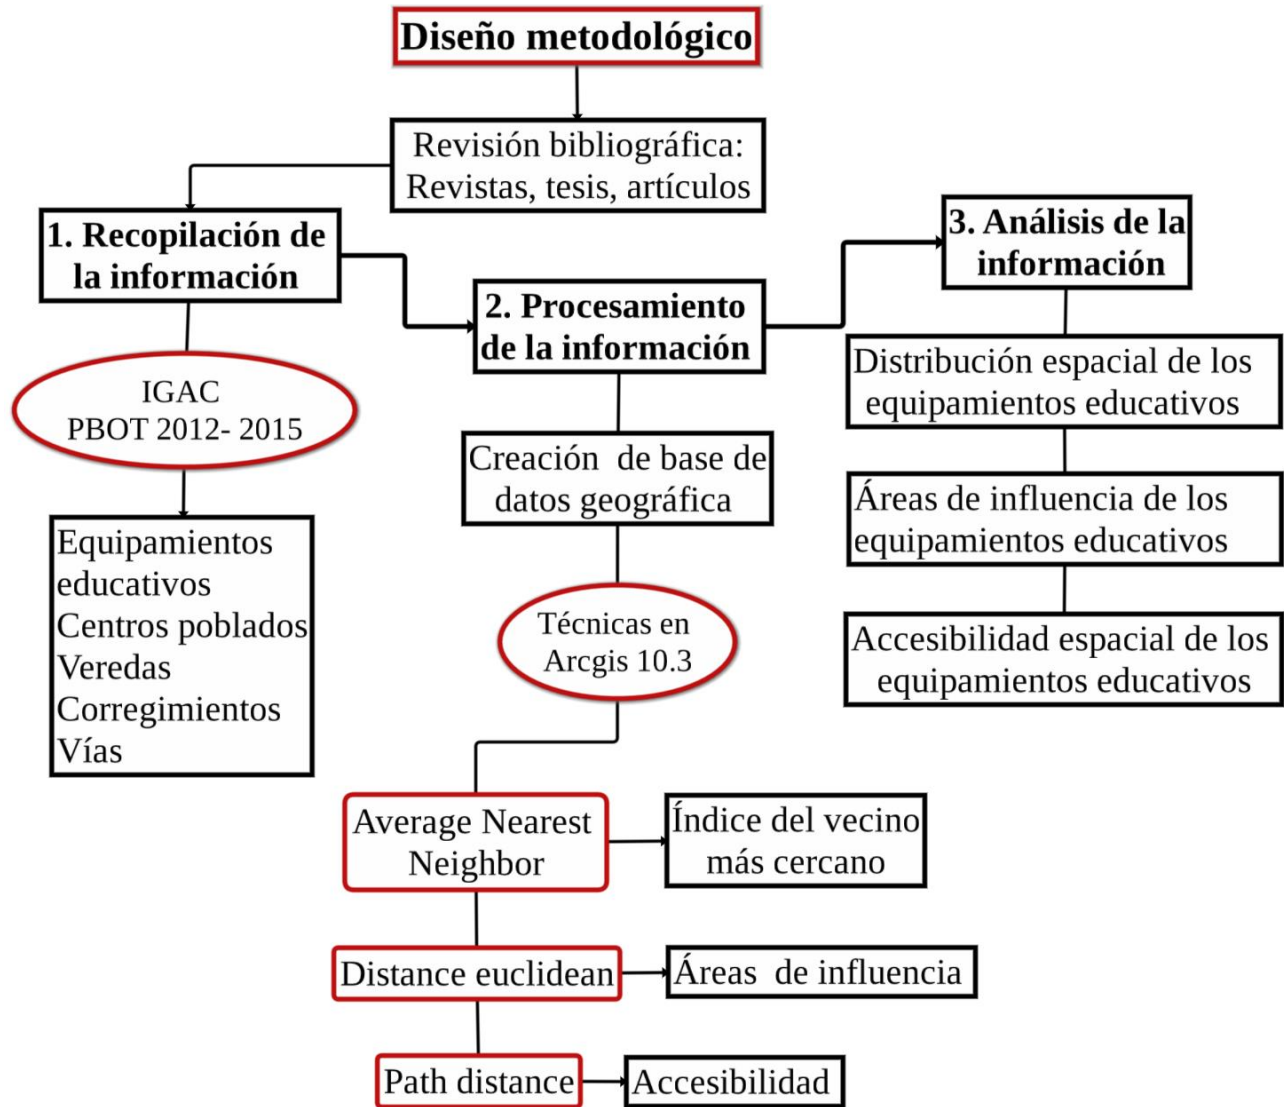 Diseño metodológico
Revisión bibliográfica:
Revistas, tesis, artículos
1. Recopilación de
la información
IGAC
PBOT 2012- 2015
Equipamientos
educativos
Centros poblados
Veredas
Corregimientos
Vías
2. Procesamiento
de la información
Creación de base de
datos geográfica
Técnicas en
Arcgis 10.3
Average Nearest
Neighbor
Índice del vecino
más cercano
Distance euclidean
Áreas de influencia
Path distance
Accesibilidad
3. Análisis de la
información
Distribución espacial de los
equipamientos educativos
Áreas de influencia de los
equipamientos educativos
Accesibilidad espacial de los
equipamientos educativos